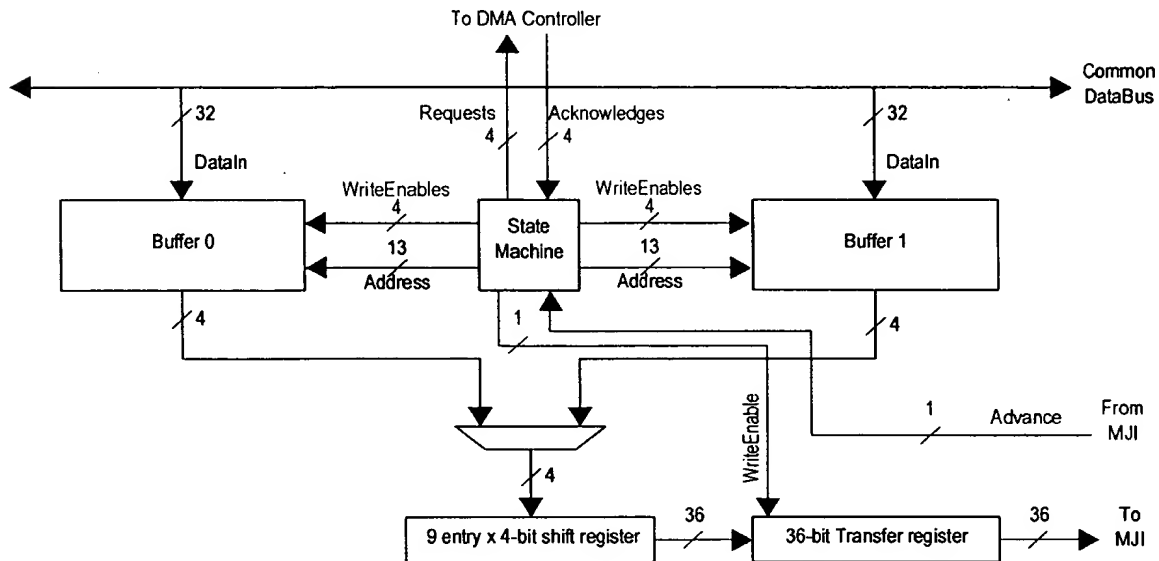 To DMA Controller
Common
DataBus
32
Requests
4
Acknowledges
4
32
DataIn
DataIn
WriteEnables
4
WriteEnables
4
Buffer 0
State
Machine
Buffer 1
13
Address
13
Address
4
1
4
WriteEnable
1
Advance
From
MJI
4
9 entry x 4-bit shift register
36
36-bit Transfer register
36
To
MJI